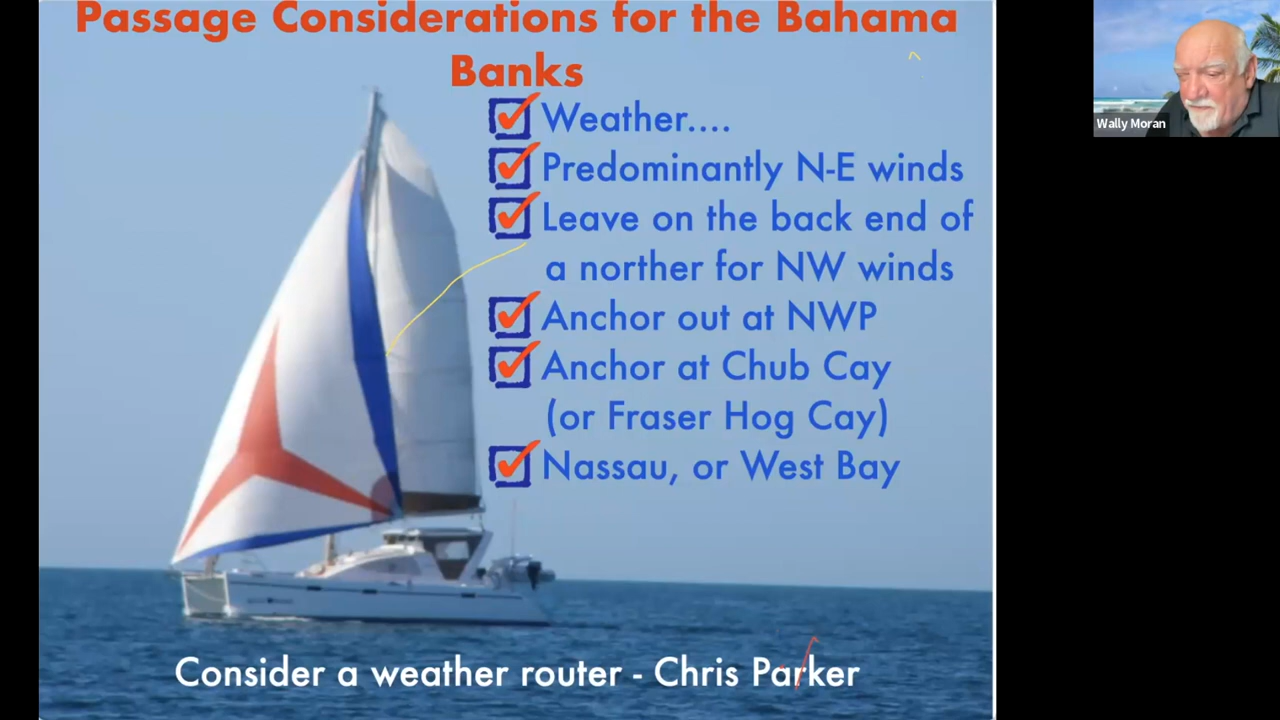 Passage Considerations for the Bahama
Banks
Weather....
Predominantly N-E winds
Leave on the back end of
a norther for NW winds
Anchor out at NWP
Anchor at Chub Cay
(or Fraser Hog Cay)
Nassau, or West Bay
Consider a weather router - Chris Parker
Wally Moran